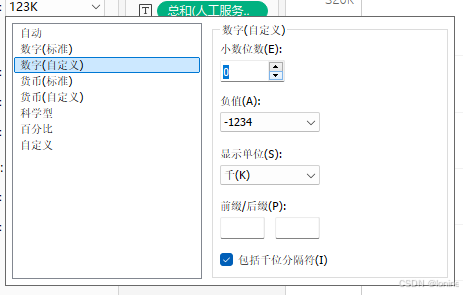 123K
总和(人工服务..
320K
自动
数字(标准)
数字(自定义)
货币(标准)
货币(自定义)
科学型
百分比
自定义
数字(自定义)
小数位数(E):
0
负值(A):
-1234
显示单位(S):
千(K)
前缀/后缀(P):
包括千位分隔符(I)